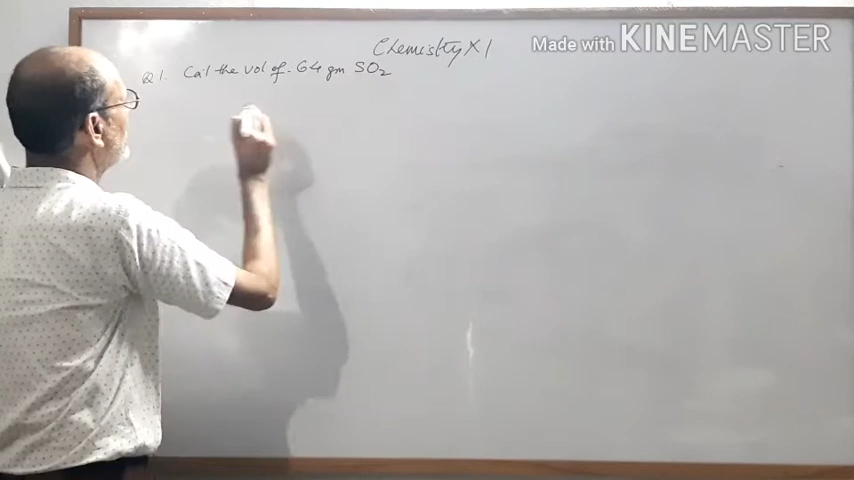 Chemistry XI
Made with KINEMASTER
Q1. Cal the vol of 64 gm SO2